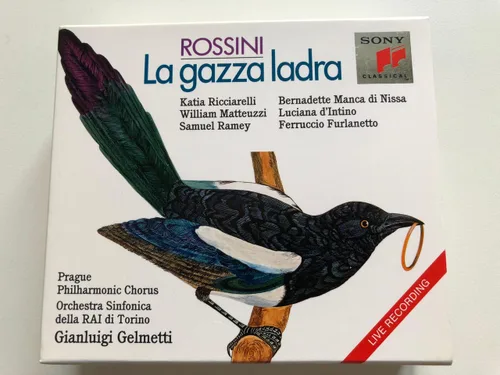 ROSSINI
La gazza ladra
SONY
CLASSICAL
Katia Ricciarelli
William Matteuzzi
Samuel Ramey
Bernadette Manca di Nissa
Luciana d'Intino
Ferruccio Furlanetto
Prague
Philharmonic Chorus
Orchestra Sinfonica
della RAI di Torino
Gianluigi Gelmetti
LIVE RECORDING